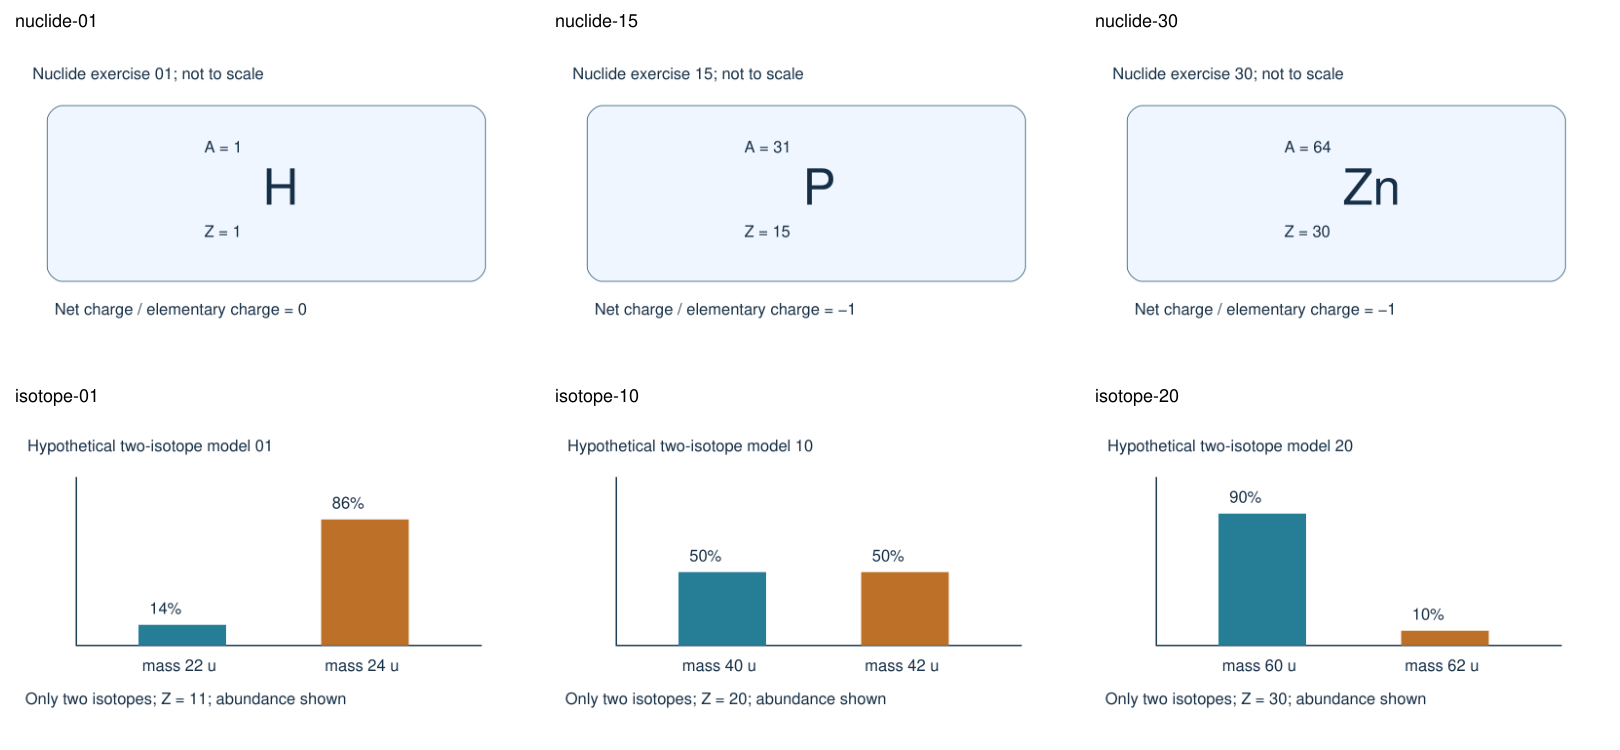 nuclide-01
Nuclide exercise 01; not to scale
A = 1
H
Z = 1
Net charge / elementary charge = 0
nuclide-15
Nuclide exercise 15; not to scale
A = 31
P
Z = 15
Net charge / elementary charge = −1
nuclide-30
Nuclide exercise 30; not to scale
A = 64
Zn
Z = 30
Net charge / elementary charge = −1
isotope-01
Hypothetical two-isotope model 01
14%
86%
mass 22 u
mass 24 u
Only two isotopes; Z = 11; abundance shown
isotope-10
Hypothetical two-isotope model 10
50%
50%
mass 40 u
mass 42 u
Only two isotopes; Z = 20; abundance shown
isotope-20
Hypothetical two-isotope model 20
90%
10%
mass 60 u
mass 62 u
Only two isotopes; Z = 30; abundance shown